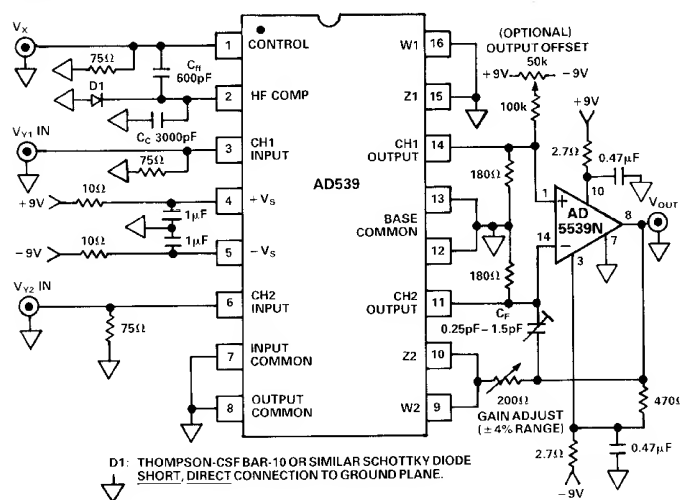 VX
75Ω
Cff
600pF
D1
CC 3000pF
VY1 IN
75Ω
+9V
10Ω
1μF
1μF
-9V
10Ω
VY2 IN
75Ω
1
CONTROL
2
HF COMP
3
CH1
INPUT
4
+VS
5
-VS
6
CH2
INPUT
7
INPUT
COMMON
8
OUTPUT
COMMON
AD539
W1
16
Z1
15
CH1
OUTPUT
14
BASE
COMMON
13
12
CH2
OUTPUT
11
Z2
10
W2
9
(OPTIONAL)
OUTPUT OFFSET
50k
+9V
-9V
100k
+9V
2.7Ω
0.47μF
180Ω
180Ω
1
+
10
AD
5539N
8
VOUT
14
-
3
7
CF
0.25pF – 1.5pF
200Ω
GAIN ADJUST
(±4% RANGE)
470Ω
2.7Ω
0.47μF
-9V
D1: THOMPSON-CSF BAR-10 OR SIMILAR SCHOTTKY DIODE
SHORT, DIRECT CONNECTION TO GROUND PLANE.